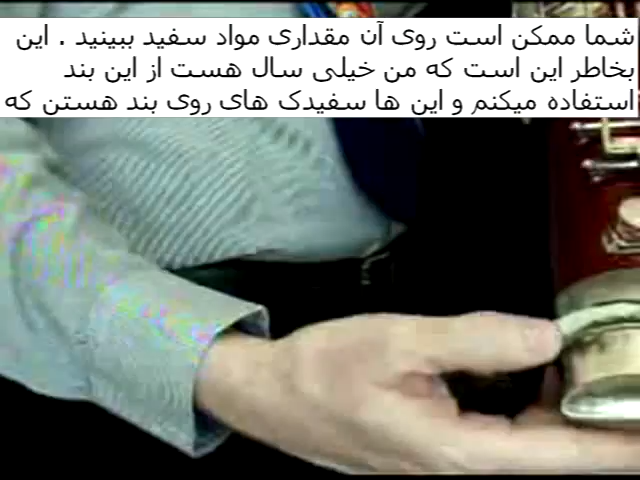 شما ممکن است روی آن مقداری مواد سفید ببینید . این
بخاطر این است که من خیلی سال هست از این بند
استفاده میکنم و این ها سفیدک های روی بند هستن که